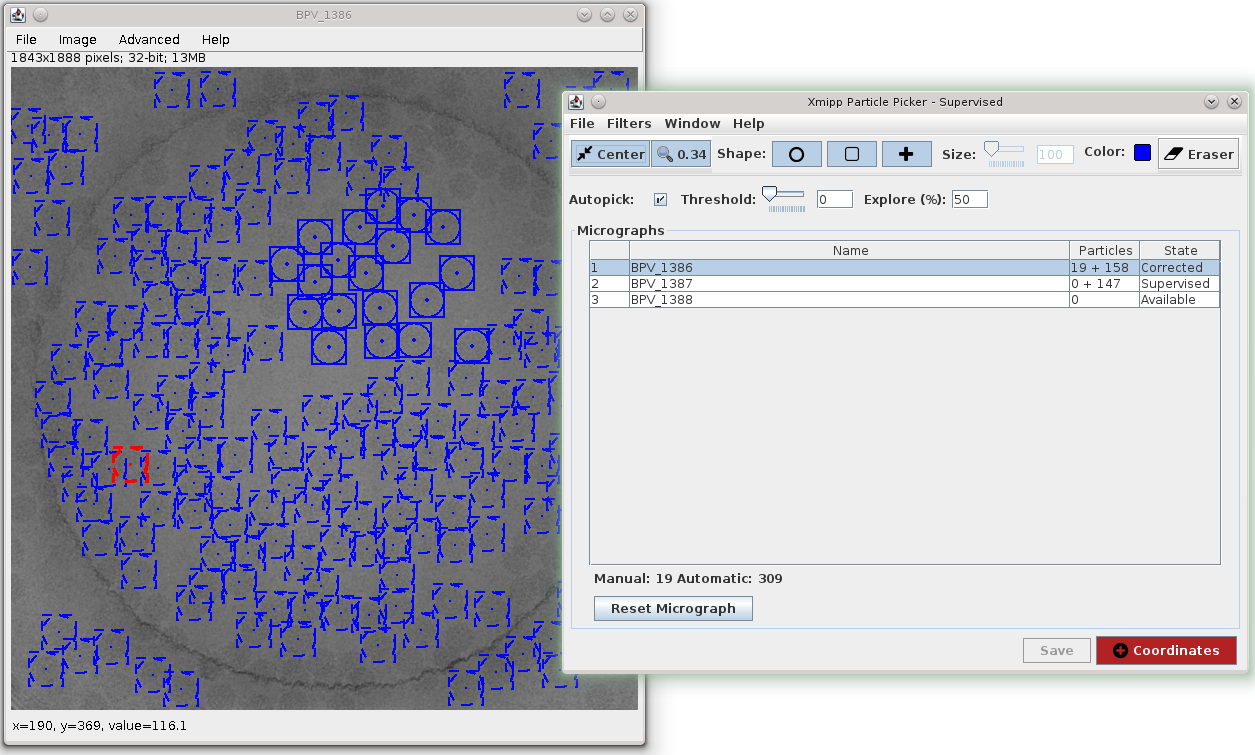 BPV_1386
File Image Advanced Help
1843x1888 pixels; 32-bit; 13MB
x=190, y=369, value=116.1
Xmipp Particle Picker - Supervised
File Filters Window Help
Center 0.34 Shape: Size: 100 Color: Eraser
Autopick: Threshold: 0 Explore (%): 50
Micrographs
Name Particles State
1 BPV_1386 19 + 158 Corrected
2 BPV_1387 0 + 147 Supervised
3 BPV_1388 0 Available
Manual: 19 Automatic: 309
Reset Micrograph
Save Coordinates